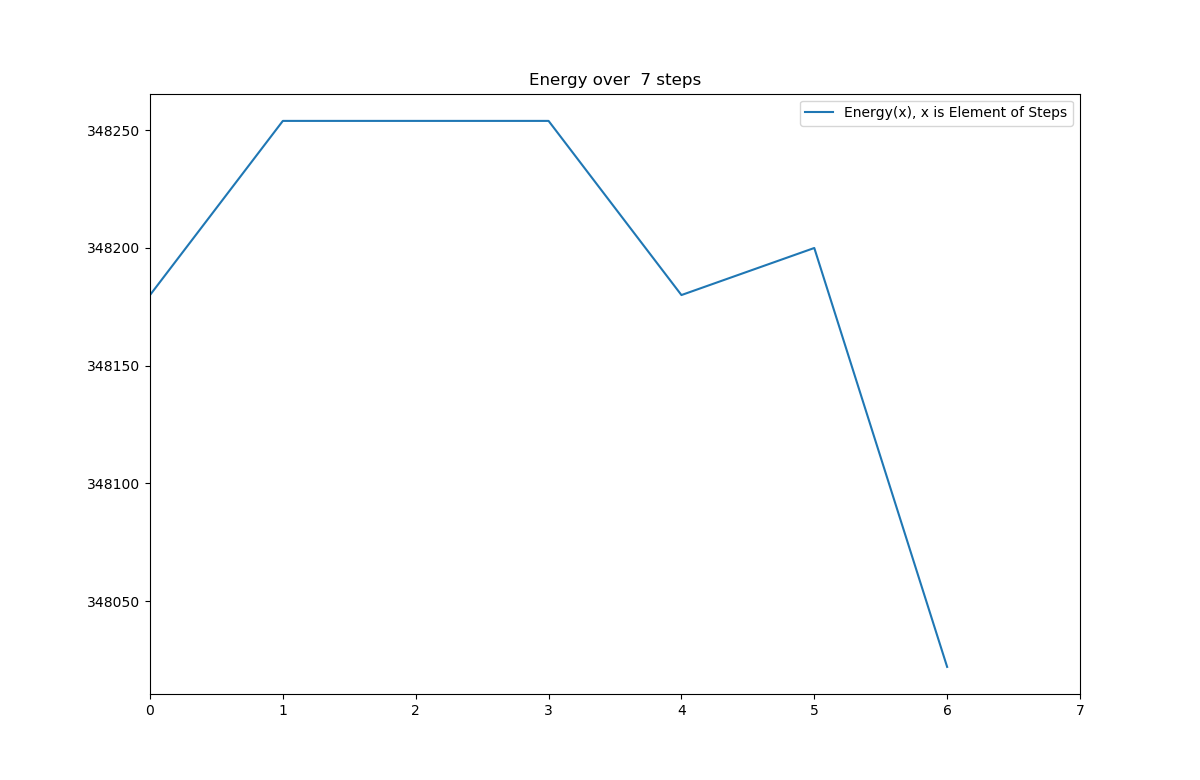 Energy over  7 steps
Energy(x), x is Element of Steps
348250
348200
348150
348100
348050
0 1 2 3 4 5 6 7